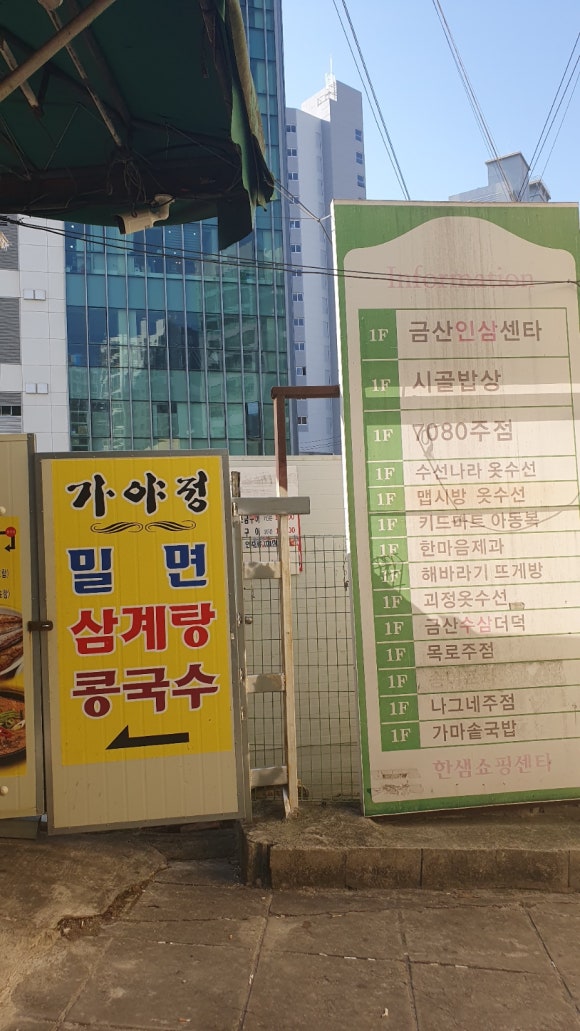 가야정
밀 면
삼계탕
콩국수
Information
1F 금산인삼센타
1F 시골밥상
1F 7080주점
1F 수선나라 옷수선
1F 맵시방 옷수선
1F 키드마트 아동복
1F 한마음제과
1F 해바라기 뜨게방
1F 괴정옷수선
1F 금산수삼더덕
1F 목로주점
1F
1F 나그네주점
1F 가마솥국밥
한샘쇼핑센타